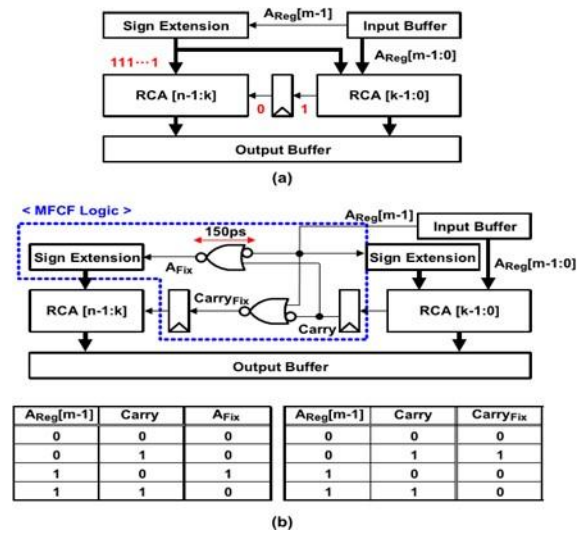 Sign Extension
A_Reg[m-1]
Input Buffer
111···1
A_Reg[m-1:0]
RCA [n-1:k]
0
1
RCA [k-1:0]
Output Buffer
(a)
< MFCF Logic >
150ps
A_Reg[m-1]
Input Buffer
Sign Extension
A_Fix
Sign Extension
A_Reg[m-1:0]
RCA [n-1:k]
Carry_Fix
Carry
RCA [k-1:0]
Output Buffer
A_Reg[m-1] Carry A_Fix
0 0 0
0 1 0
1 0 1
1 1 0
A_Reg[m-1] Carry Carry_Fix
0 0 0
0 1 1
1 0 0
1 1 0
(b)